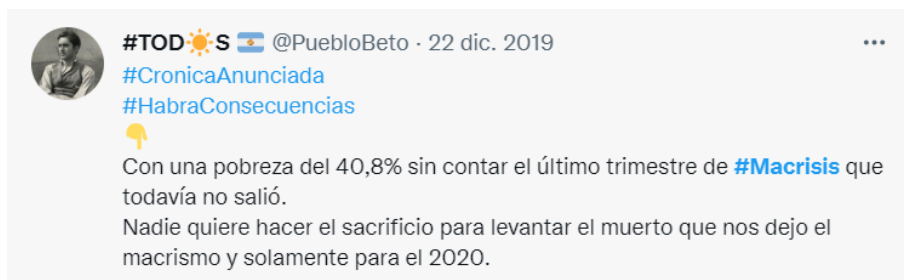 #TOD☀️S 🇦🇷 @PuebloBeto · 22 dic. 2019 ···
#CronicaAnunciada
#HabraConsecuencias
👇
Con una pobreza del 40,8% sin contar el último trimestre de #Macrisis que
todavía no salió.
Nadie quiere hacer el sacrificio para levantar el muerto que nos dejo el
macrismo y solamente para el 2020.